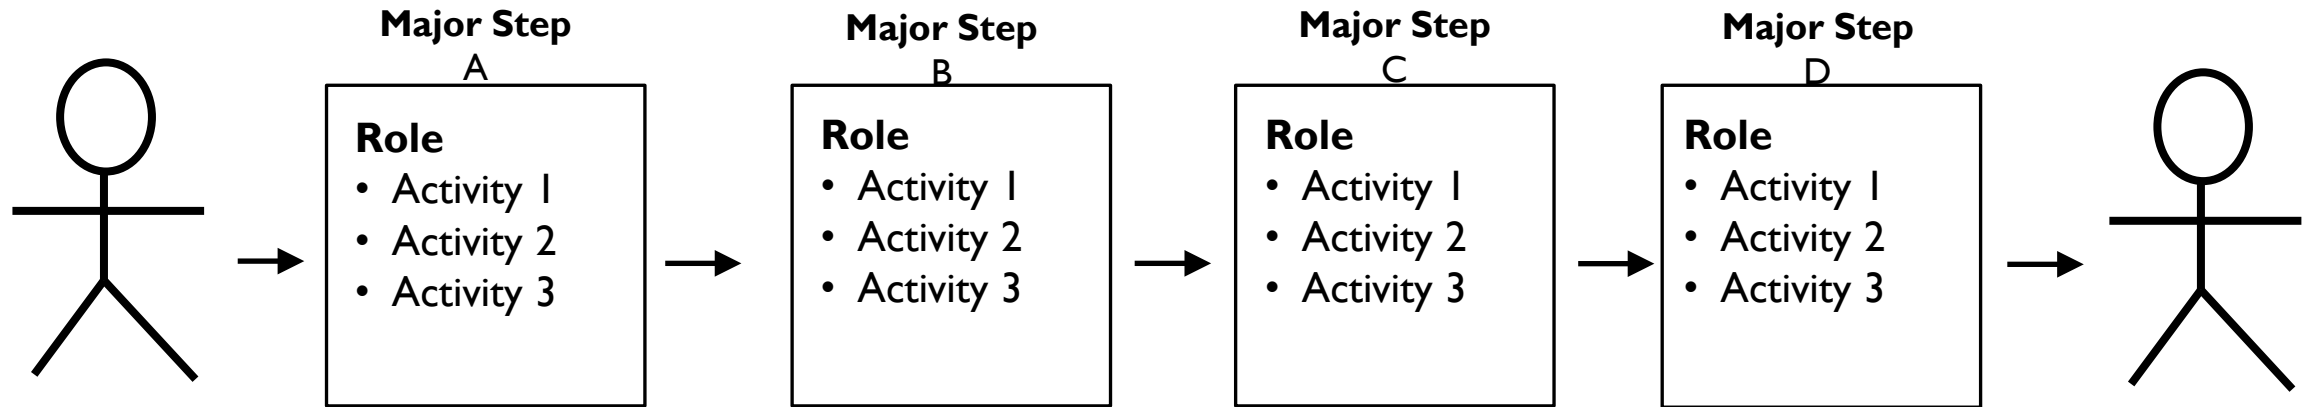 Major Step
A
Role
• Activity 1
• Activity 2
• Activity 3
Major Step
B
Role
• Activity 1
• Activity 2
• Activity 3
Major Step
C
Role
• Activity 1
• Activity 2
• Activity 3
Major Step
D
Role
• Activity 1
• Activity 2
• Activity 3